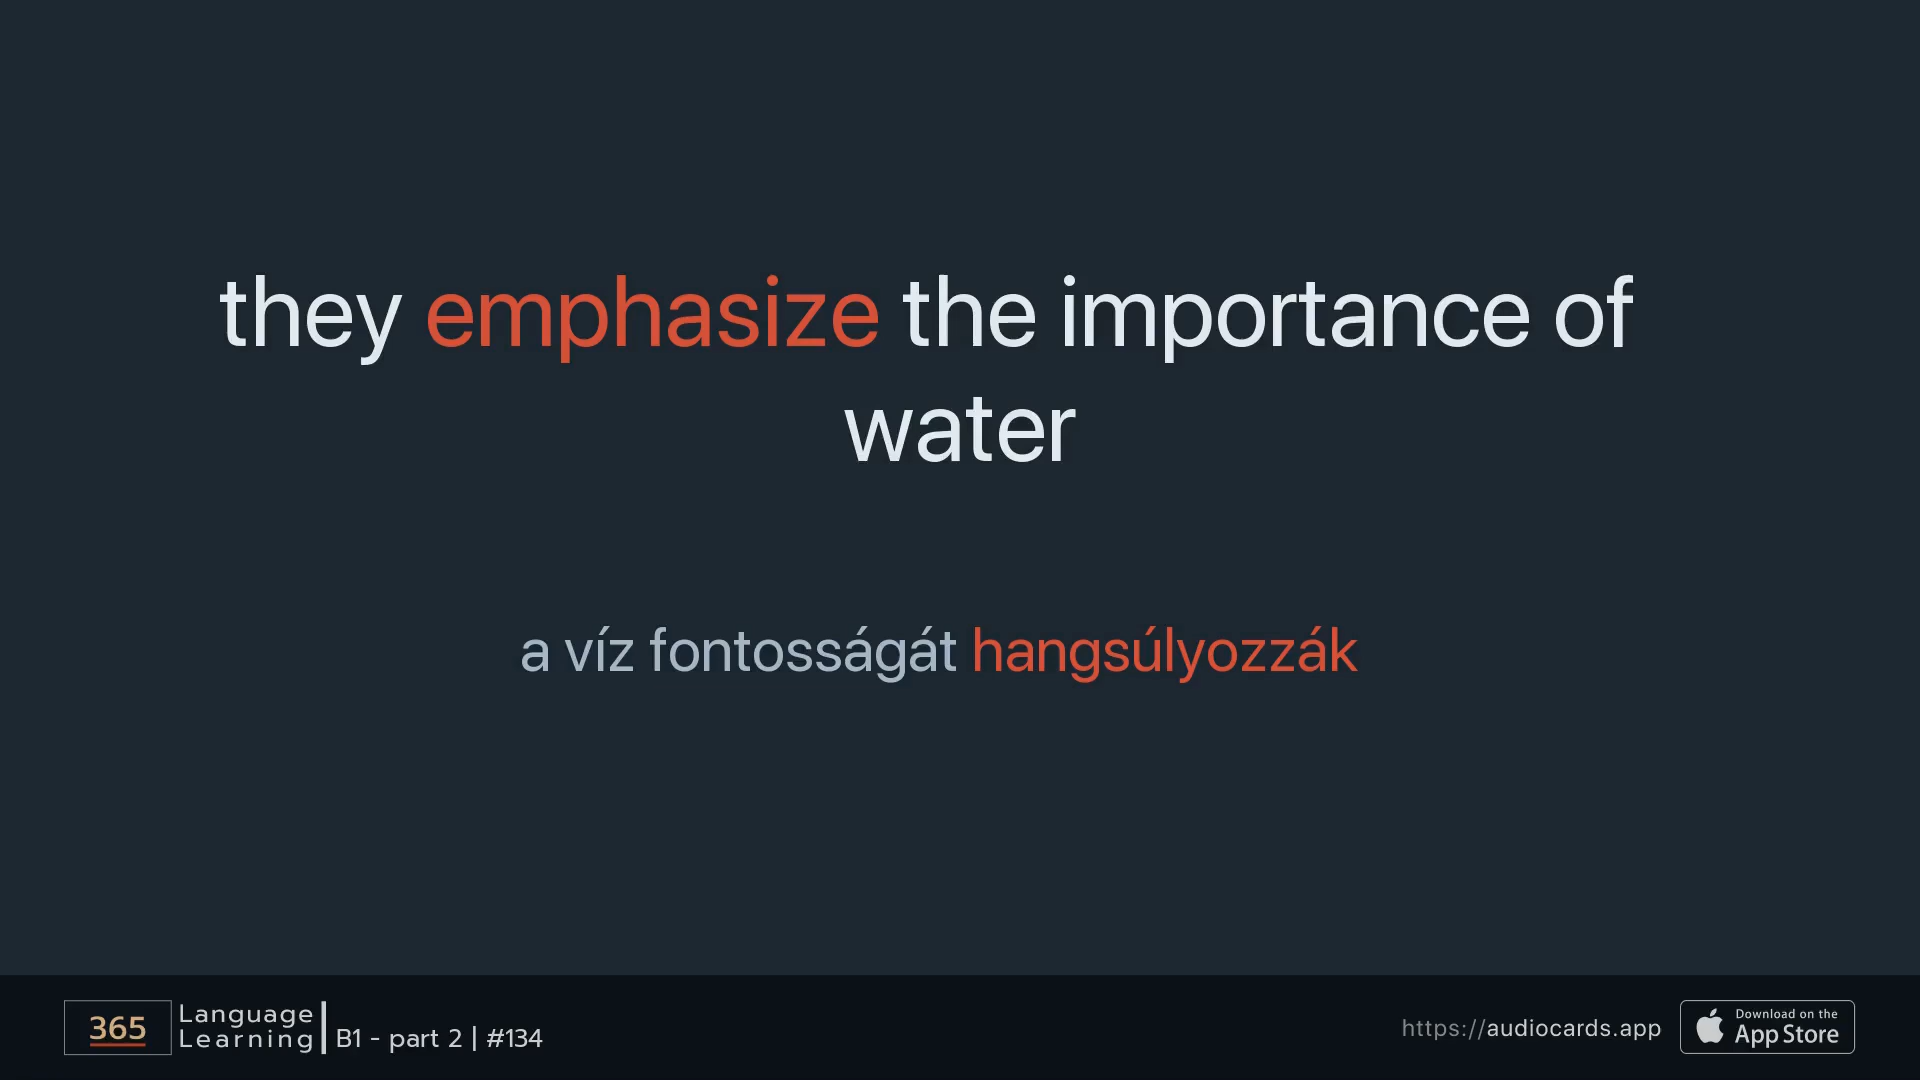 they emphasize the importance of
water
a víz fontosságát hangsúlyozzák
365
Language
Learning
B1 - part 2 | #134
https://audiocards.app
Download on the
App Store